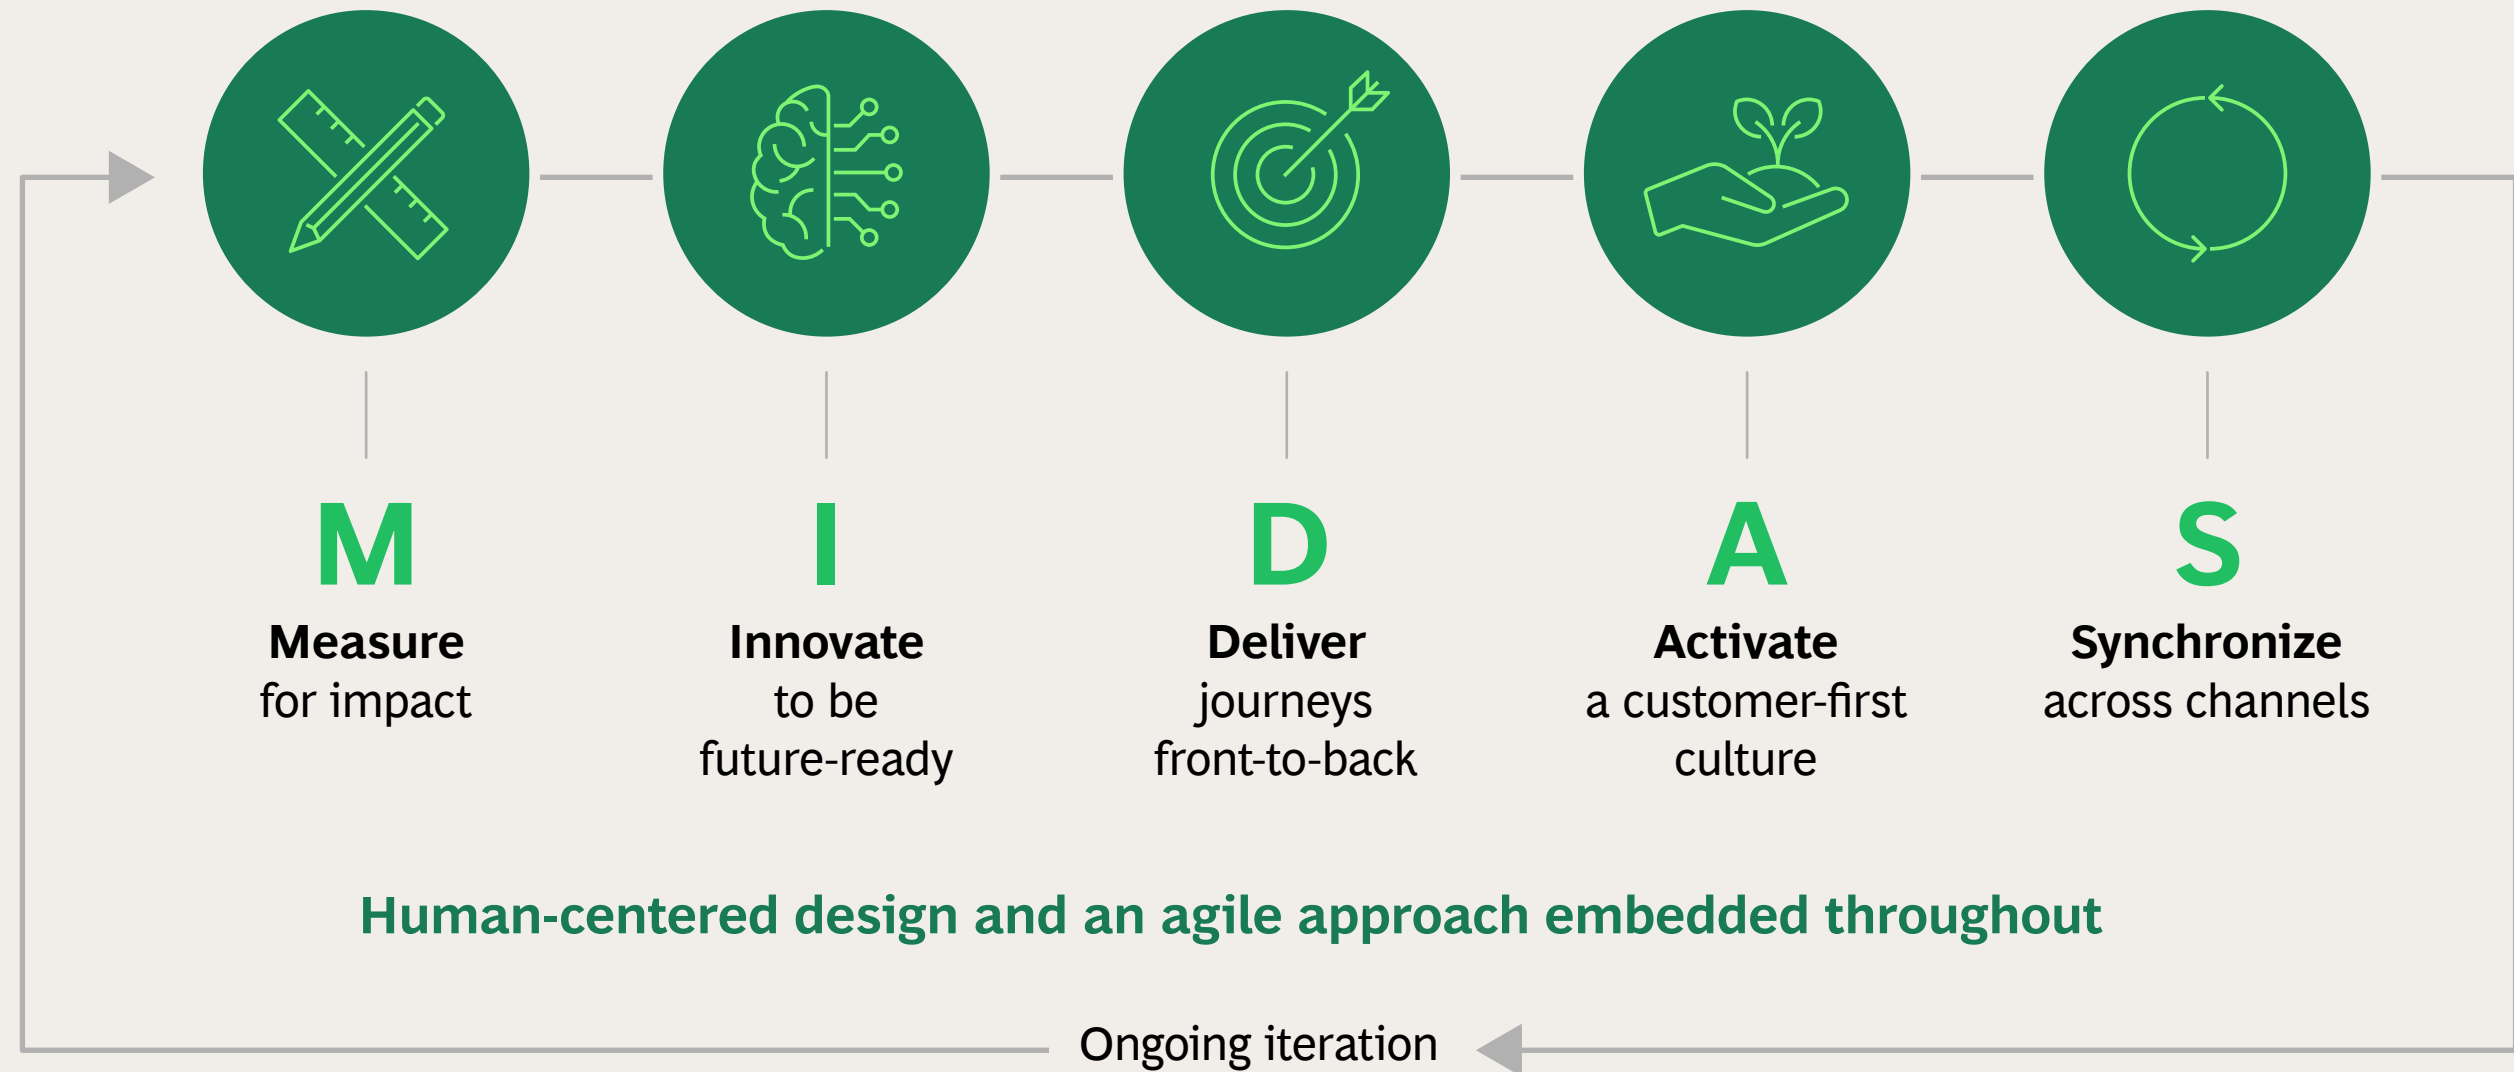 M
Measure
for impact
I
Innovate
to be
future-ready
D
Deliver
journeys
front-to-back
A
Activate
a customer-first
culture
S
Synchronize
across channels
Human-centered design and an agile approach embedded throughout
Ongoing iteration